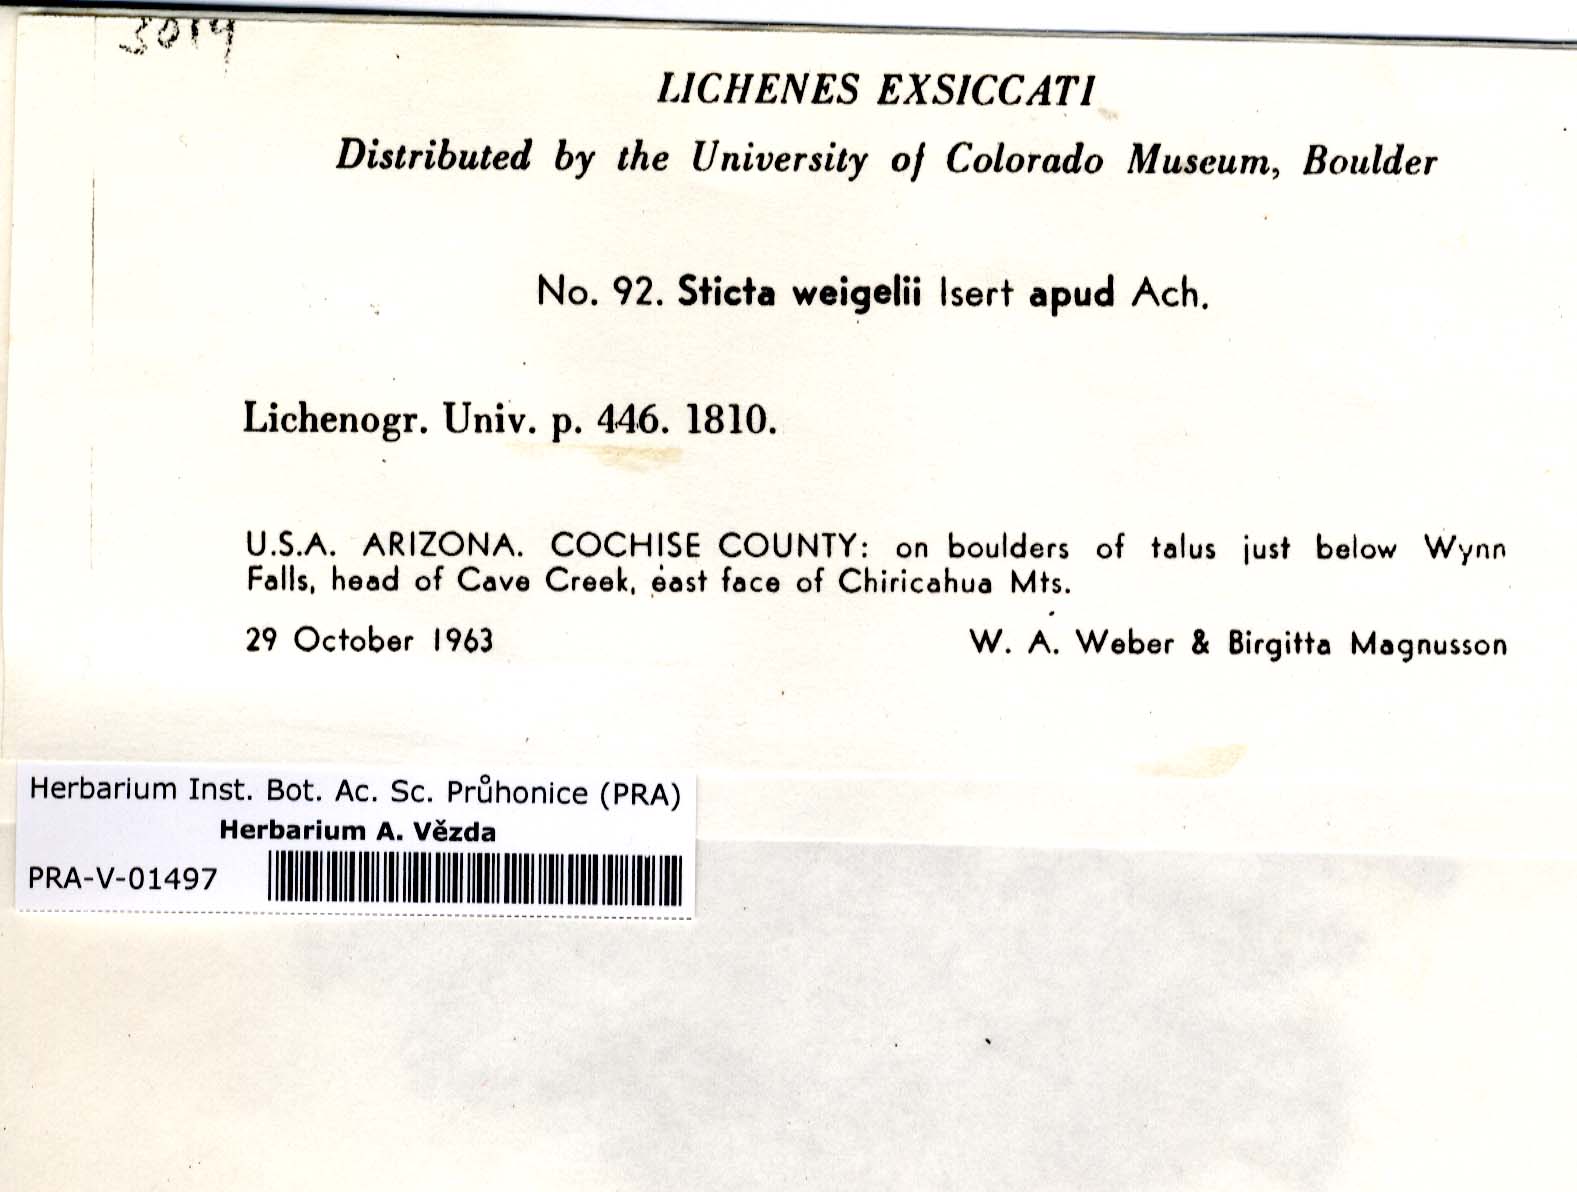 3014
LICHENES EXSICCATI
Distributed by the University of Colorado Museum, Boulder
No. 92. Sticta weigelii Isert apud Ach.
Lichenogr. Univ. p. 446. 1810.
U.S.A. ARIZONA. COCHISE COUNTY: on boulders of talus just below Wynn
Falls, head of Cave Creek, east face of Chiricahua Mts.
29 October 1963 W. A. Weber & Birgitta Magnusson
Herbarium Inst. Bot. Ac. Sc. Průhonice (PRA)
Herbarium A. Vězda
PRA-V-01497